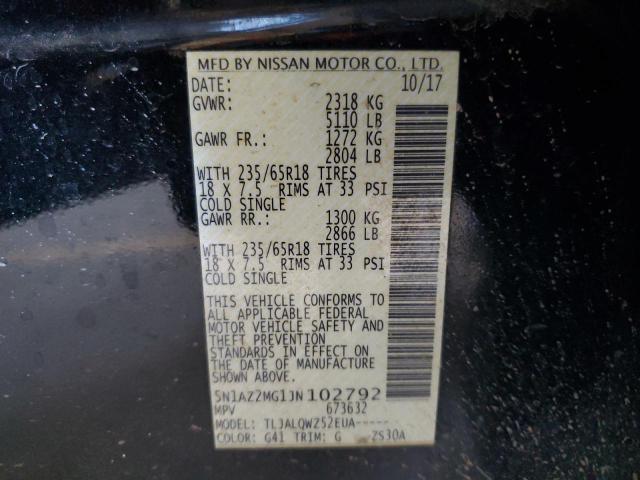 MFD BY NISSAN MOTOR CO., LTD.
DATE: 10/17
GVWR: 2318 KG
5110 LB
GAWR FR.: 1272 KG
2804 LB
WITH 235/65R18 TIRES
18 X 7.5 RIMS AT 33 PSI
COLD SINGLE
GAWR RR.: 1300 KG
2866 LB
WITH 235/65R18 TIRES
18 X 7.5 RIMS AT 33 PSI
COLD SINGLE
THIS VEHICLE CONFORMS TO
ALL APPLICABLE FEDERAL
MOTOR VEHICLE SAFETY AND
THEFT PREVENTION
STANDARDS IN EFFECT ON
THE DATE OF MANUFACTURE
SHOWN ABOVE.
5N1AZ2MG1JN102792
MPV 673632
MODEL: TLJALQWZ52EUA-----
COLOR: G41 TRIM: G ZS30A